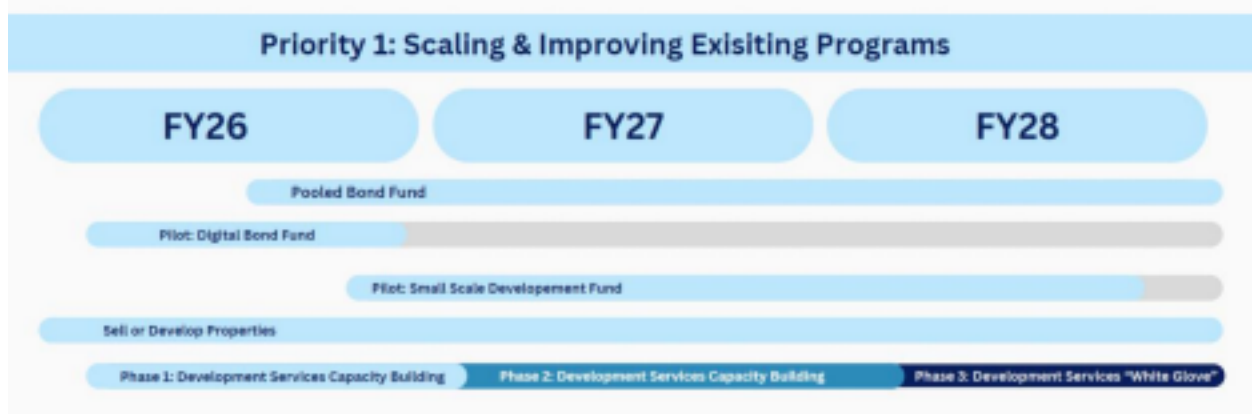 Priority 1: Scaling & Improving Exisiting Programs
FY26 FY27 FY28
Pooled Bond Fund
Pilot: Digital Bond Fund
Pilot: Small Scale Developement Fund
Sell or Develop Properties
Phase 1: Development Services Capacity Building Phase 2: Development Services Capacity Building Phase 3: Development Services "White Glove"